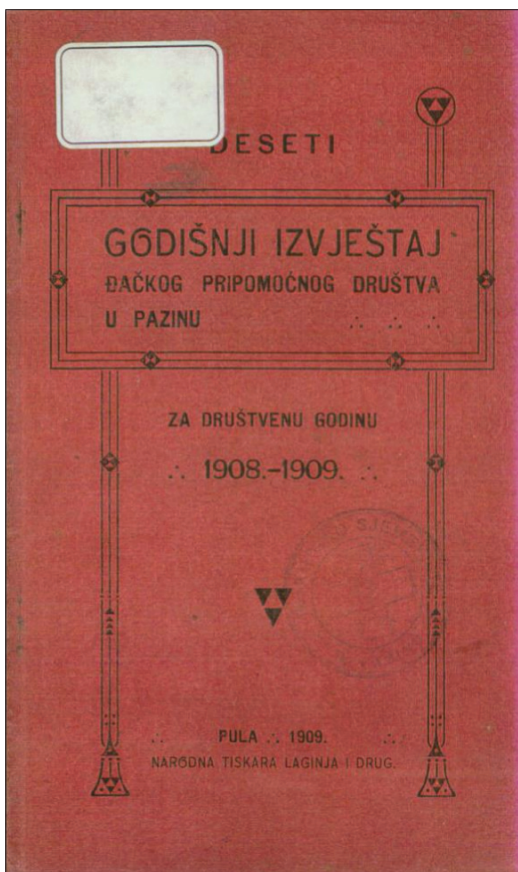 DESETI
GODIŠNJI IZVJEŠTAJ
ĐAČKOG PRIPOMOĆNOG DRUŠTVA
U PAZINU
ZA DRUŠTVENU GODINU
1908.-1909.
PULA ∴ 1909.
NARODNA TISKARA LAGINJA I DRUG.